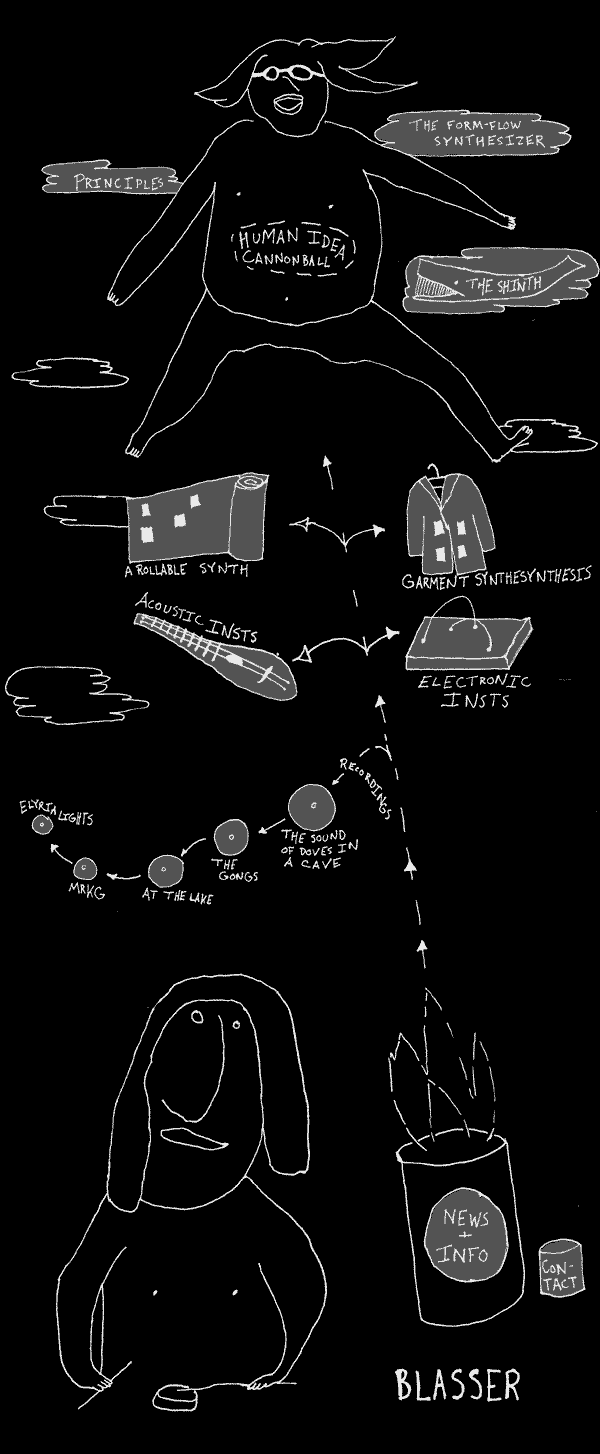 THE FORM-FLOW
SYNTHESIZER
PRINCIPLES
HUMAN IDEA
CANNONBALL
THE SHINTH
A ROLLABLE SYNTH
GARMENT SYNTHESYNTHESIS
ACOUSTIC INSTS
ELECTRONIC
INSTS
RECORDINGS
ELYRIA LIGHTS
THE SOUND
OF DOVES IN
A CAVE
THE
GONGS
MRKG
AT THE LAKE
NEWS
+
INFO
CON-
TACT
BLASSER